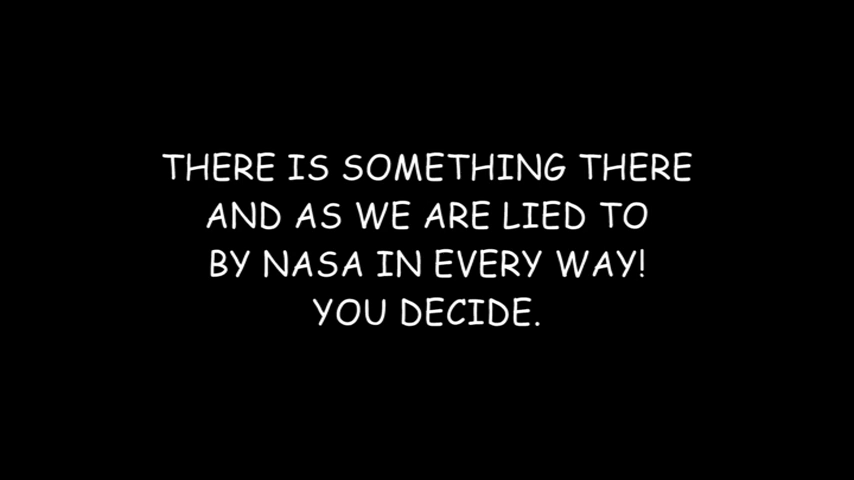 THERE IS SOMETHING THERE
AND AS WE ARE LIED TO
BY NASA IN EVERY WAY!
YOU DECIDE.